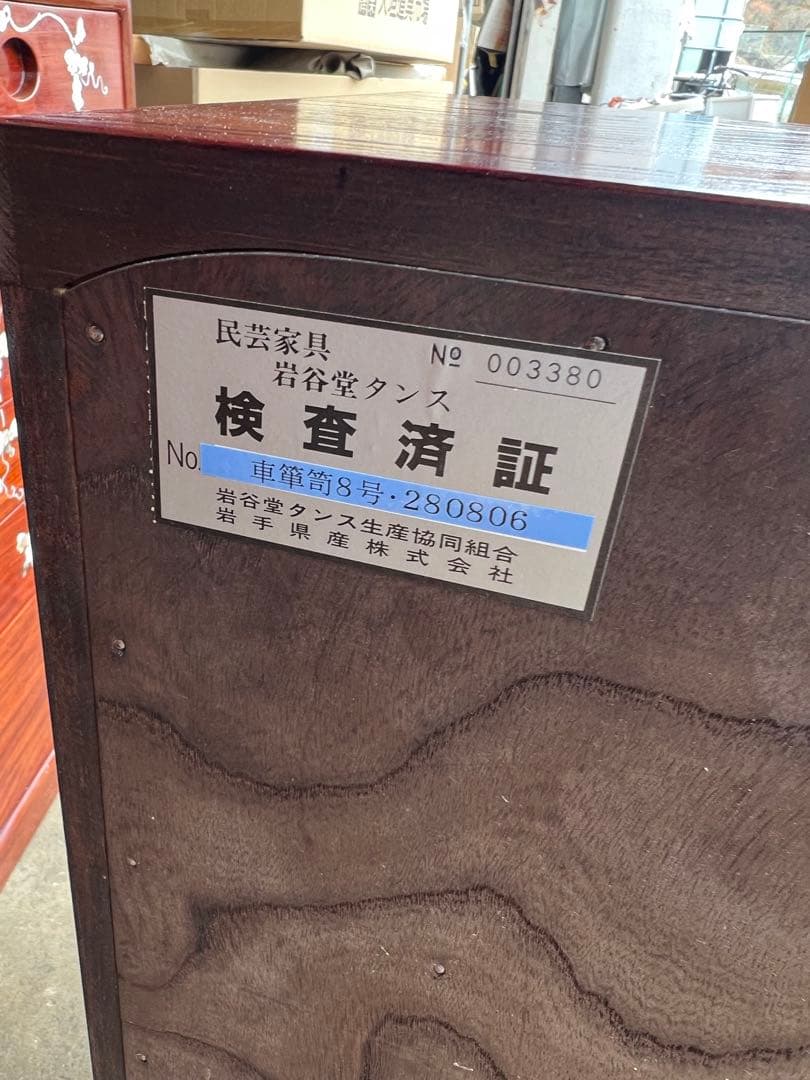 民芸家具
岩谷堂タンス
Nº 003380
検査済証
No. 車箪笥8号・280806
岩谷堂タンス生産協同組合
岩手県産株式会社